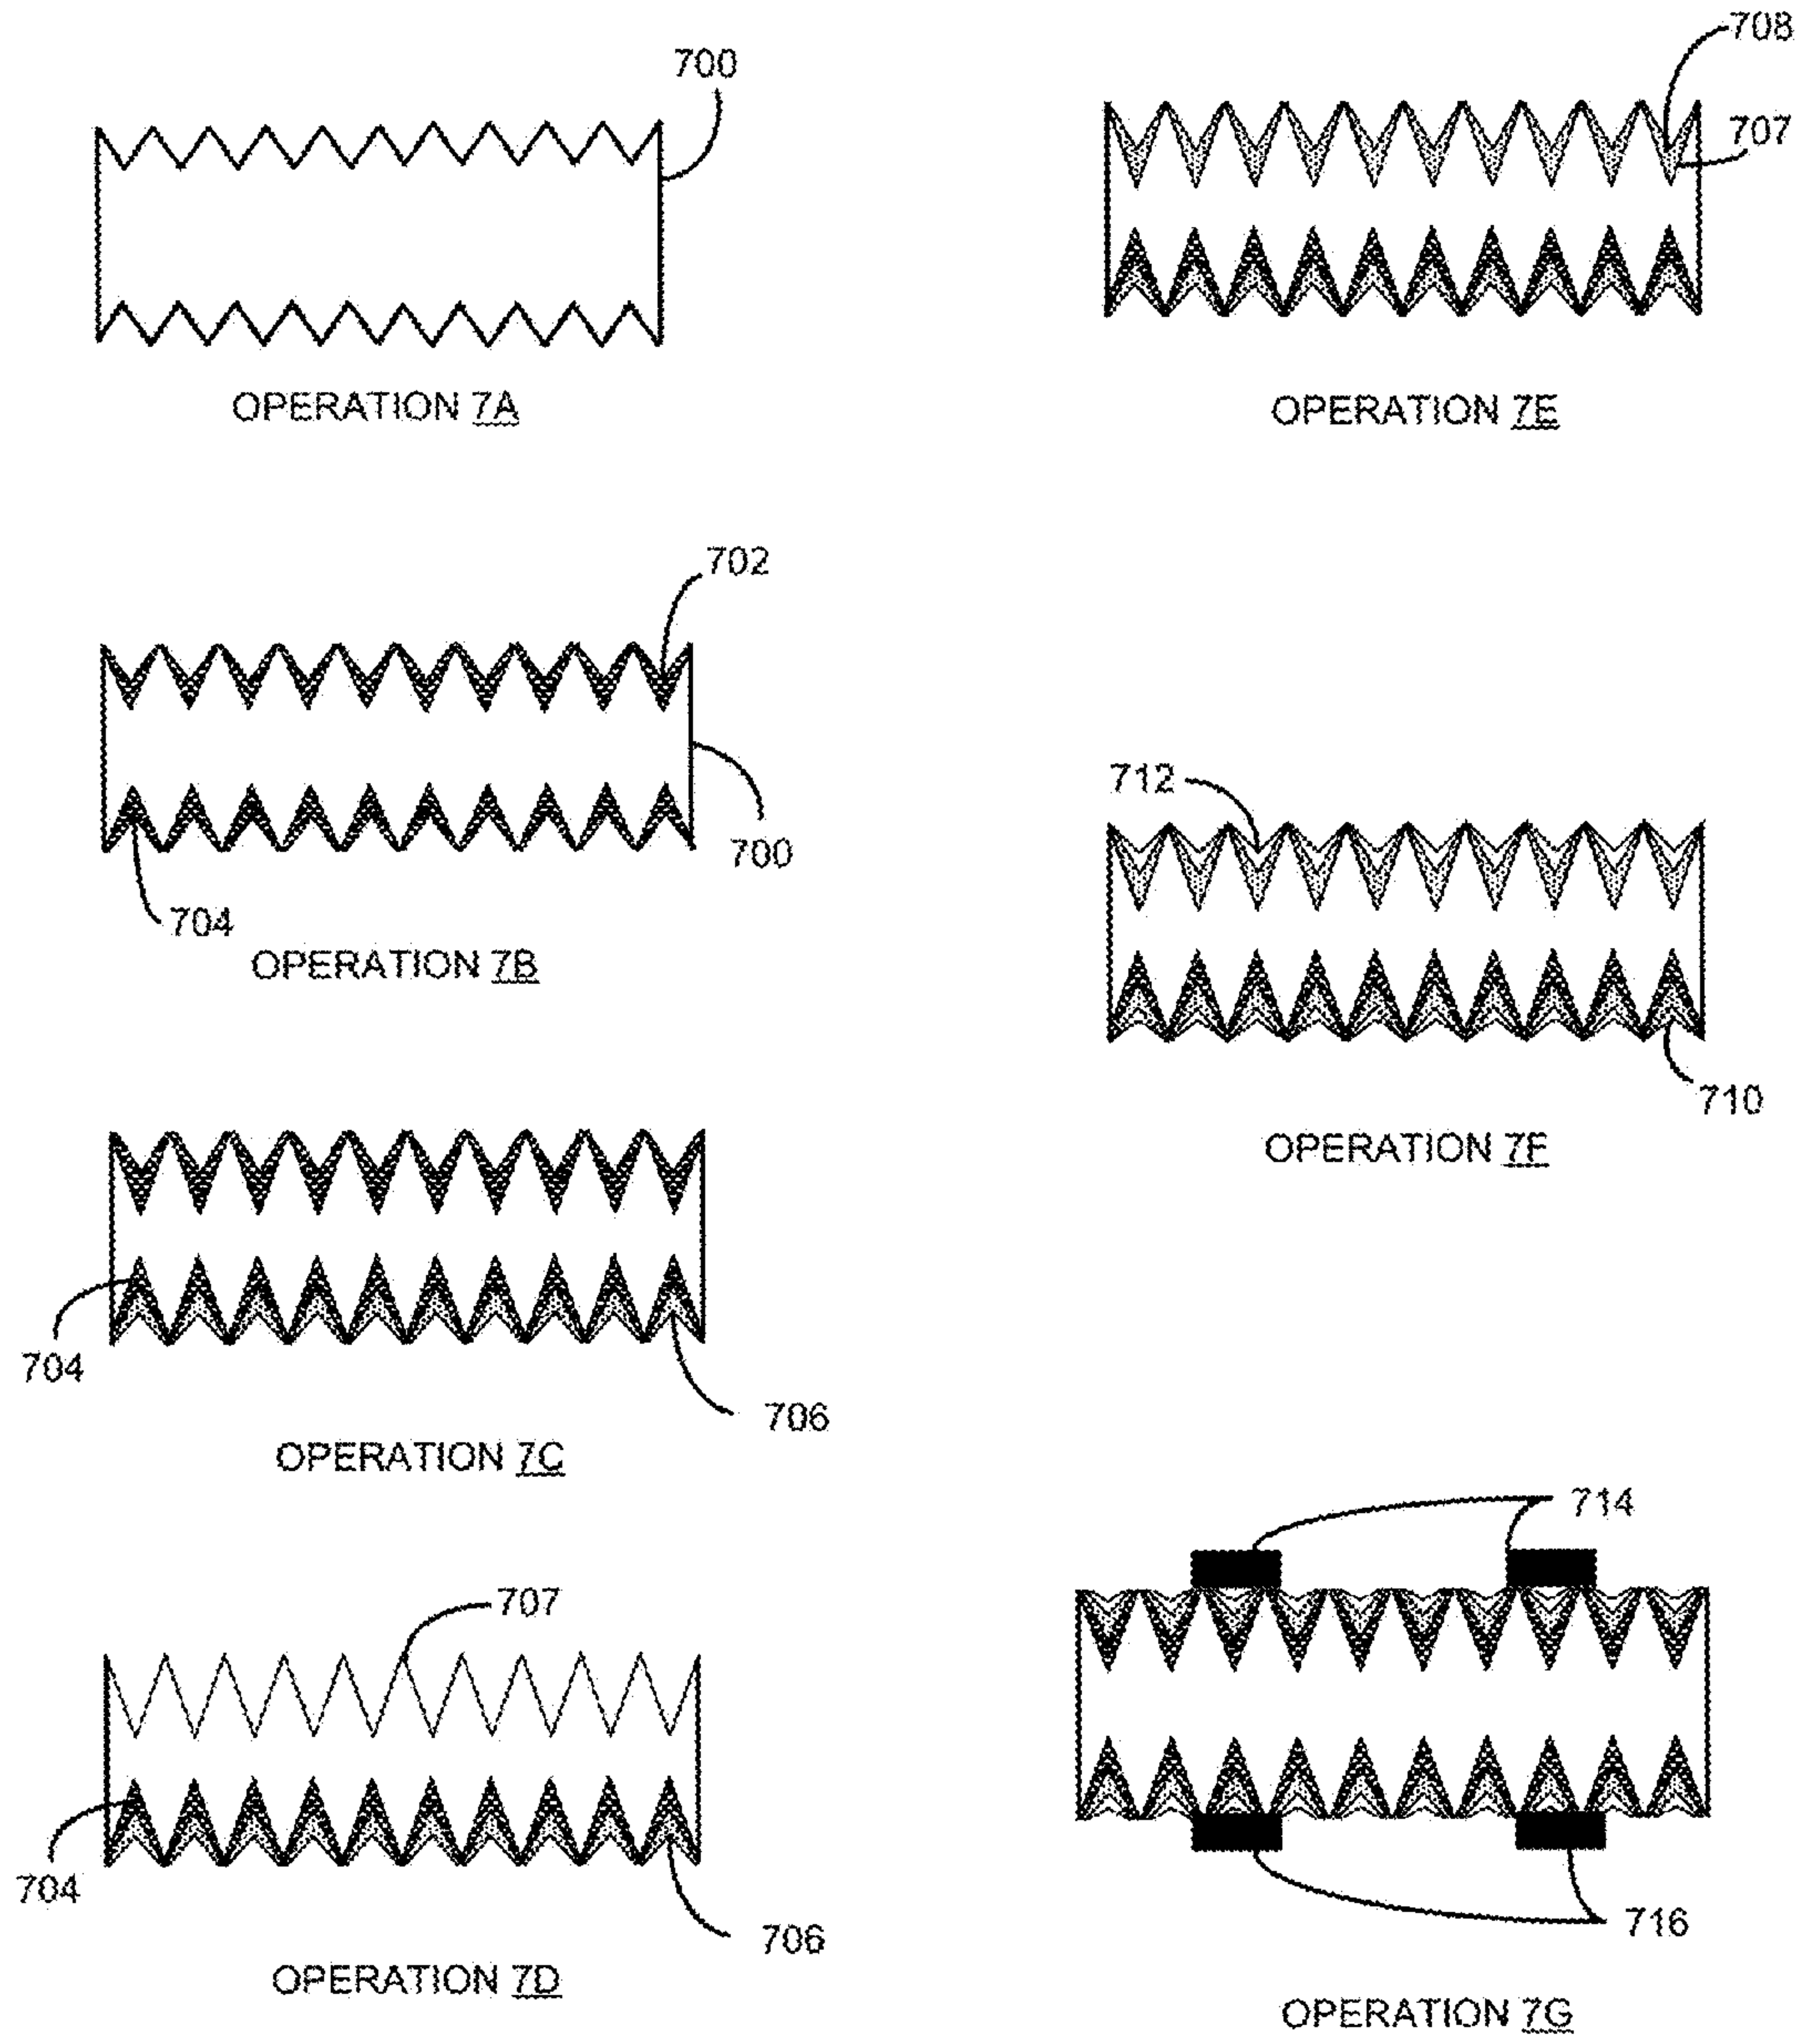 700
OPERATION 7A
702
700
704
OPERATION 7B
704
706
OPERATION 7C
707
704
706
OPERATION 7D
708
707
OPERATION 7E
712
710
OPERATION 7F
714
716
OPERATION 7G